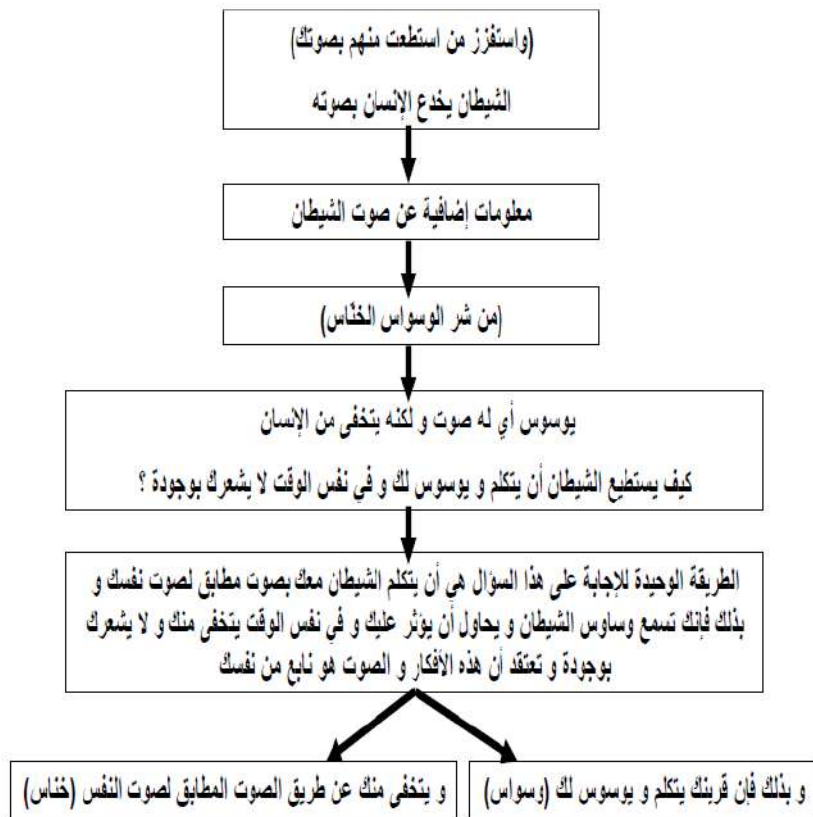 (واستفزز من استطعت منهم بصوتك)
الشيطان يخدع الإنسان بصوته
معلومات إضافية عن صوت الشيطان
(من شر الوسواس الخنّاس)
يوسوس أي له صوت و لكنه يتخفى من الإنسان
كيف يستطيع الشيطان أن يتكلم و يوسوس لك و في نفس الوقت لا يشعرك بوجودة ؟
الطريقة الوحيدة للإجابة على هذا السؤال هي أن يتكلم الشيطان معك بصوت مطابق لصوت نفسك و
بذلك فإنك تسمع وساوس الشيطان و يحاول أن يؤثر عليك و في نفس الوقت يتخفى منك و لا يشعرك
بوجودة و تعتقد أن هذه الأفكار و الصوت هو نابع من نفسك
و بذلك فإن قرينك يتكلم و يوسوس لك (وسواس)
و يتخفى منك عن طريق الصوت المطابق لصوت النفس (خناس)